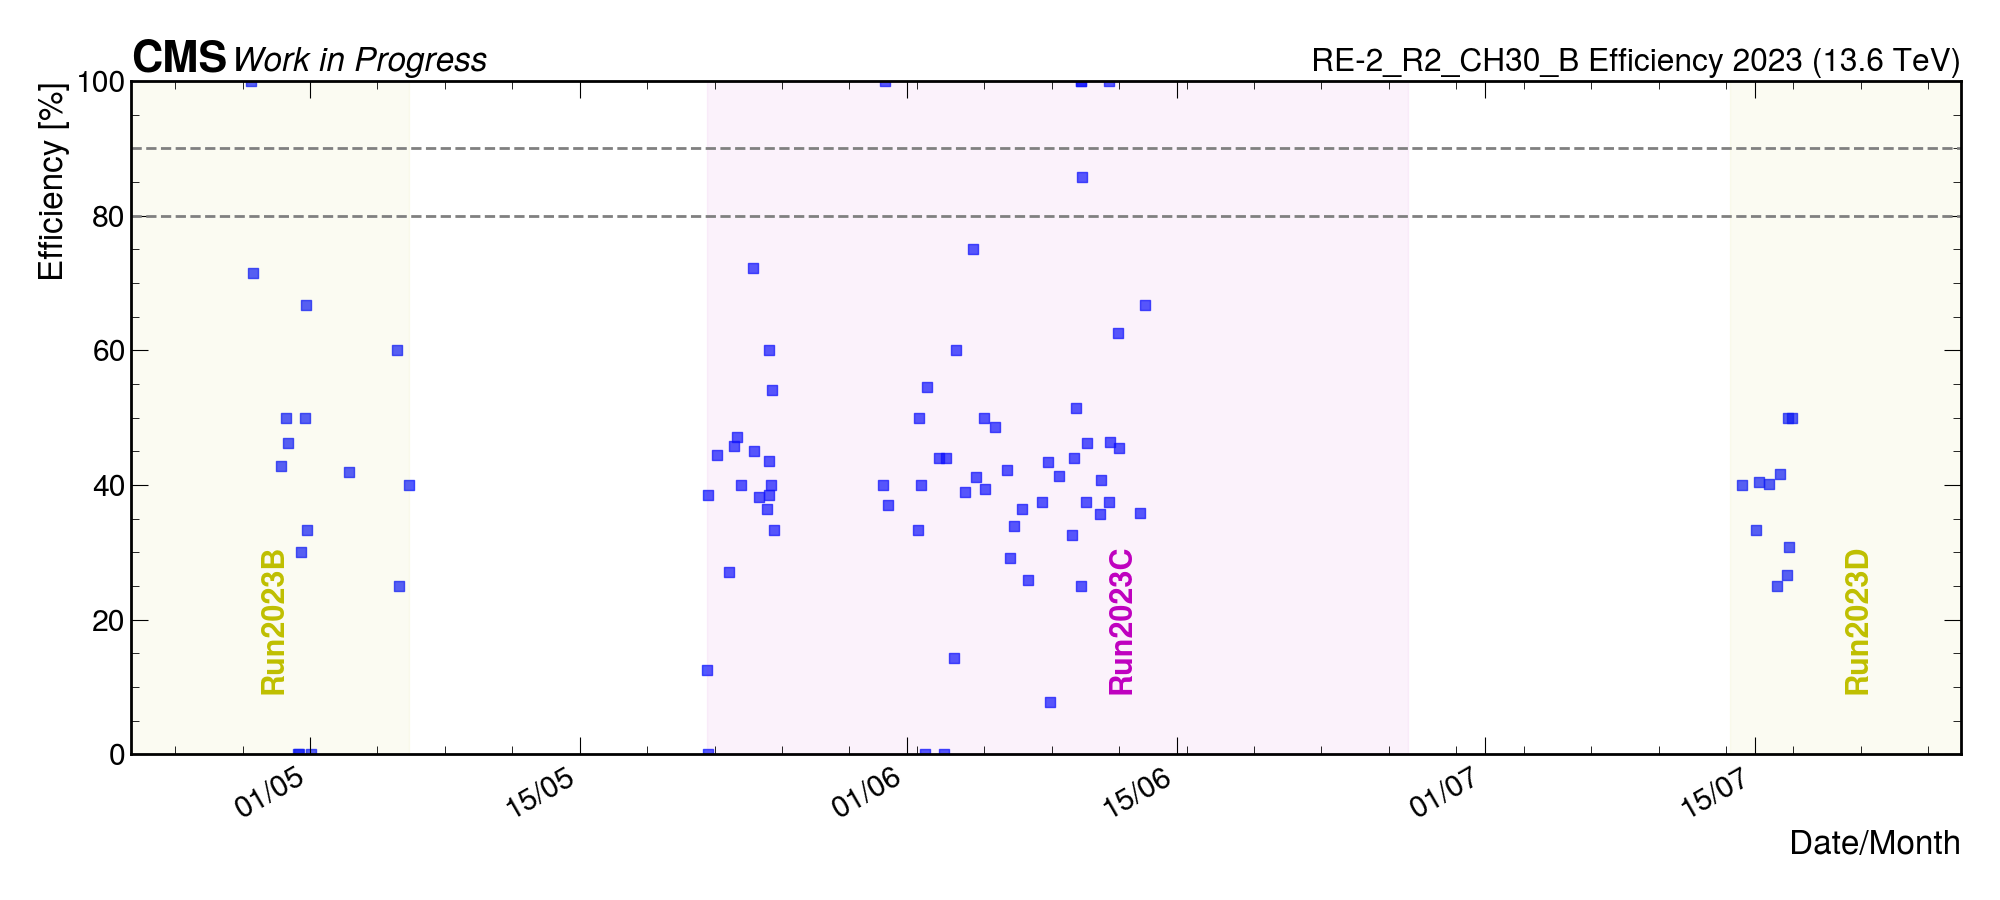 CMS Work in Progress
RE-2_R2_CH30_B Efficiency 2023 (13.6 TeV)
Efficiency [%]
100
80
60
40
20
0
Run2023B
Run2023C
Run2023D
01/05
15/05
01/06
15/06
01/07
15/07
Date/Month